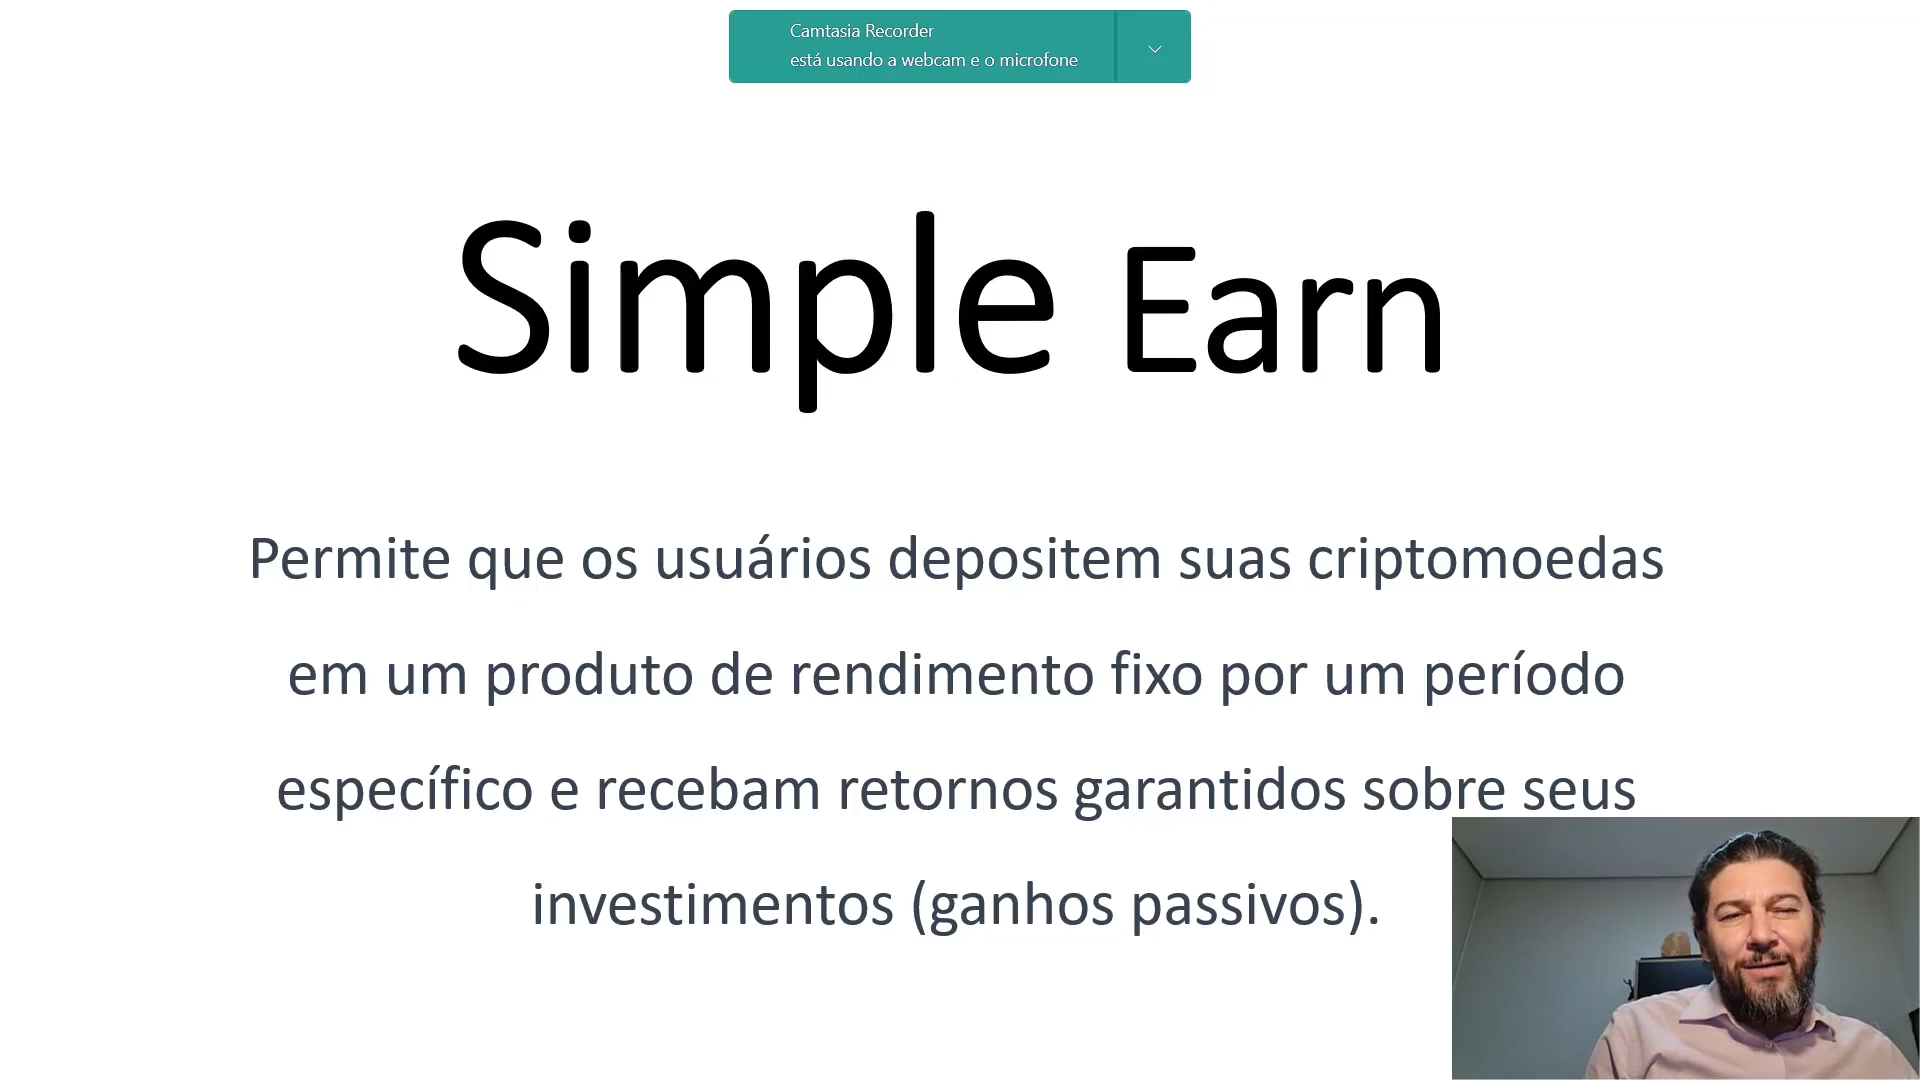 Camtasia Recorder
está usando a webcam e o microfone
Simple Earn
Permite que os usuários depositem suas criptomoedas
em um produto de rendimento fixo por um período
específico e recebam retornos garantidos sobre seus
investimentos (ganhos passivos).